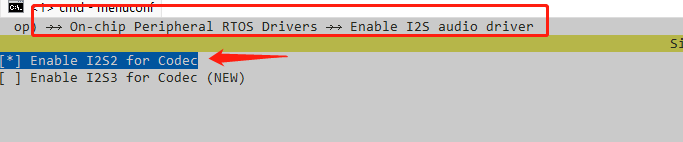 cmd - menuconf
op) →→ On-chip Peripheral RTOS Drivers →→ Enable I2S audio driver
Si
[*] Enable I2S2 for Codec
[ ] Enable I2S3 for Codec (NEW)